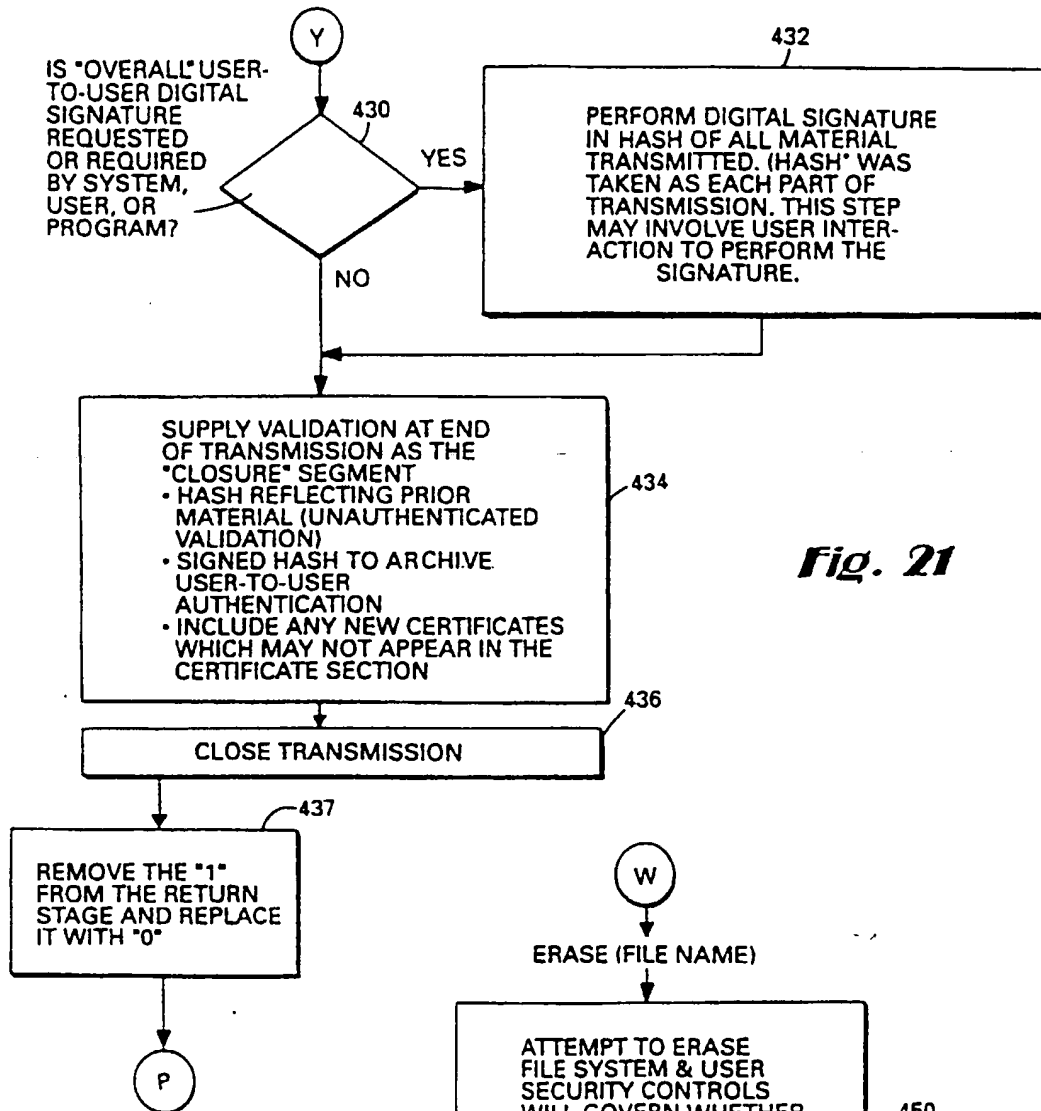 Y
IS "OVERALL" USER-
TO-USER DIGITAL
SIGNATURE
REQUESTED
OR REQUIRED
BY SYSTEM,
USER, OR
PROGRAM?
430
YES
NO
432
PERFORM DIGITAL SIGNATURE
IN HASH OF ALL MATERIAL
TRANSMITTED. (HASH" WAS
TAKEN AS EACH PART OF
TRANSMISSION. THIS STEP
MAY INVOLVE USER INTER-
ACTION TO PERFORM THE
SIGNATURE.
SUPPLY VALIDATION AT END
OF TRANSMISSION AS THE
"CLOSURE" SEGMENT
• HASH REFLECTING PRIOR
MATERIAL (UNAUTHENTICATED
VALIDATION)
• SIGNED HASH TO ARCHIVE
USER-TO-USER
AUTHENTICATION
• INCLUDE ANY NEW CERTIFICATES
WHICH MAY NOT APPEAR IN THE
CERTIFICATE SECTION
434
Fig. 21
436
CLOSE TRANSMISSION
437
REMOVE THE "1"
FROM THE RETURN
STAGE AND REPLACE
IT WITH "0"
P
W
ERASE (FILE NAME)
ATTEMPT TO ERASE
FILE SYSTEM & USER
SECURITY CONTROLS
WILL GOVERN WHETHER
450